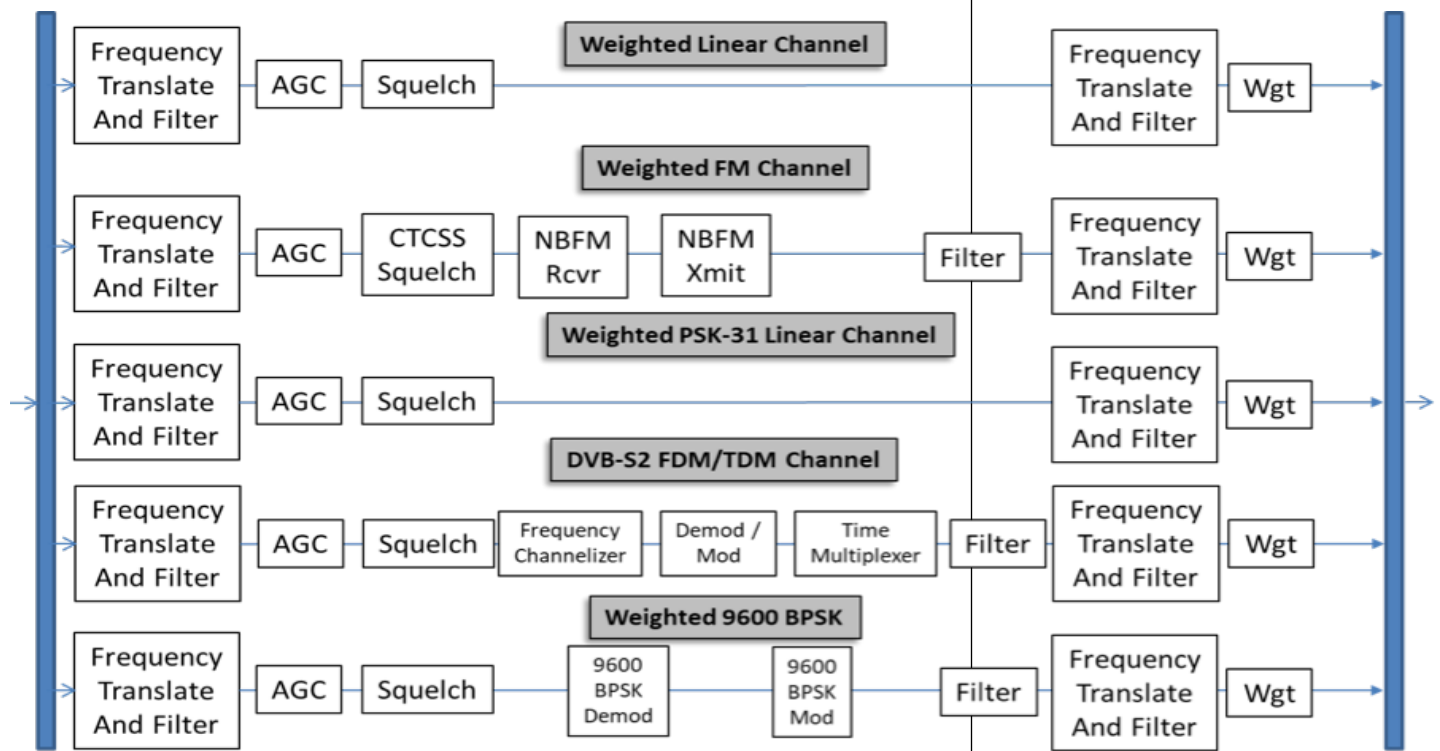 Weighted Linear Channel
Frequency
Translate
And Filter
AGC
Squelch
Frequency
Translate
And Filter
Wgt
Weighted FM Channel
Frequency
Translate
And Filter
AGC
CTCSS
Squelch
NBFM
Rcvr
NBFM
Xmit
Filter
Frequency
Translate
And Filter
Wgt
Weighted PSK-31 Linear Channel
Frequency
Translate
And Filter
AGC
Squelch
Frequency
Translate
And Filter
Wgt
DVB-S2 FDM/TDM Channel
Frequency
Translate
And Filter
AGC
Squelch
Frequency
Channelizer
Demod /
Mod
Time
Multiplexer
Filter
Frequency
Translate
And Filter
Wgt
Weighted 9600 BPSK
Frequency
Translate
And Filter
AGC
Squelch
9600
BPSK
Demod
9600
BPSK
Mod
Filter
Frequency
Translate
And Filter
Wgt